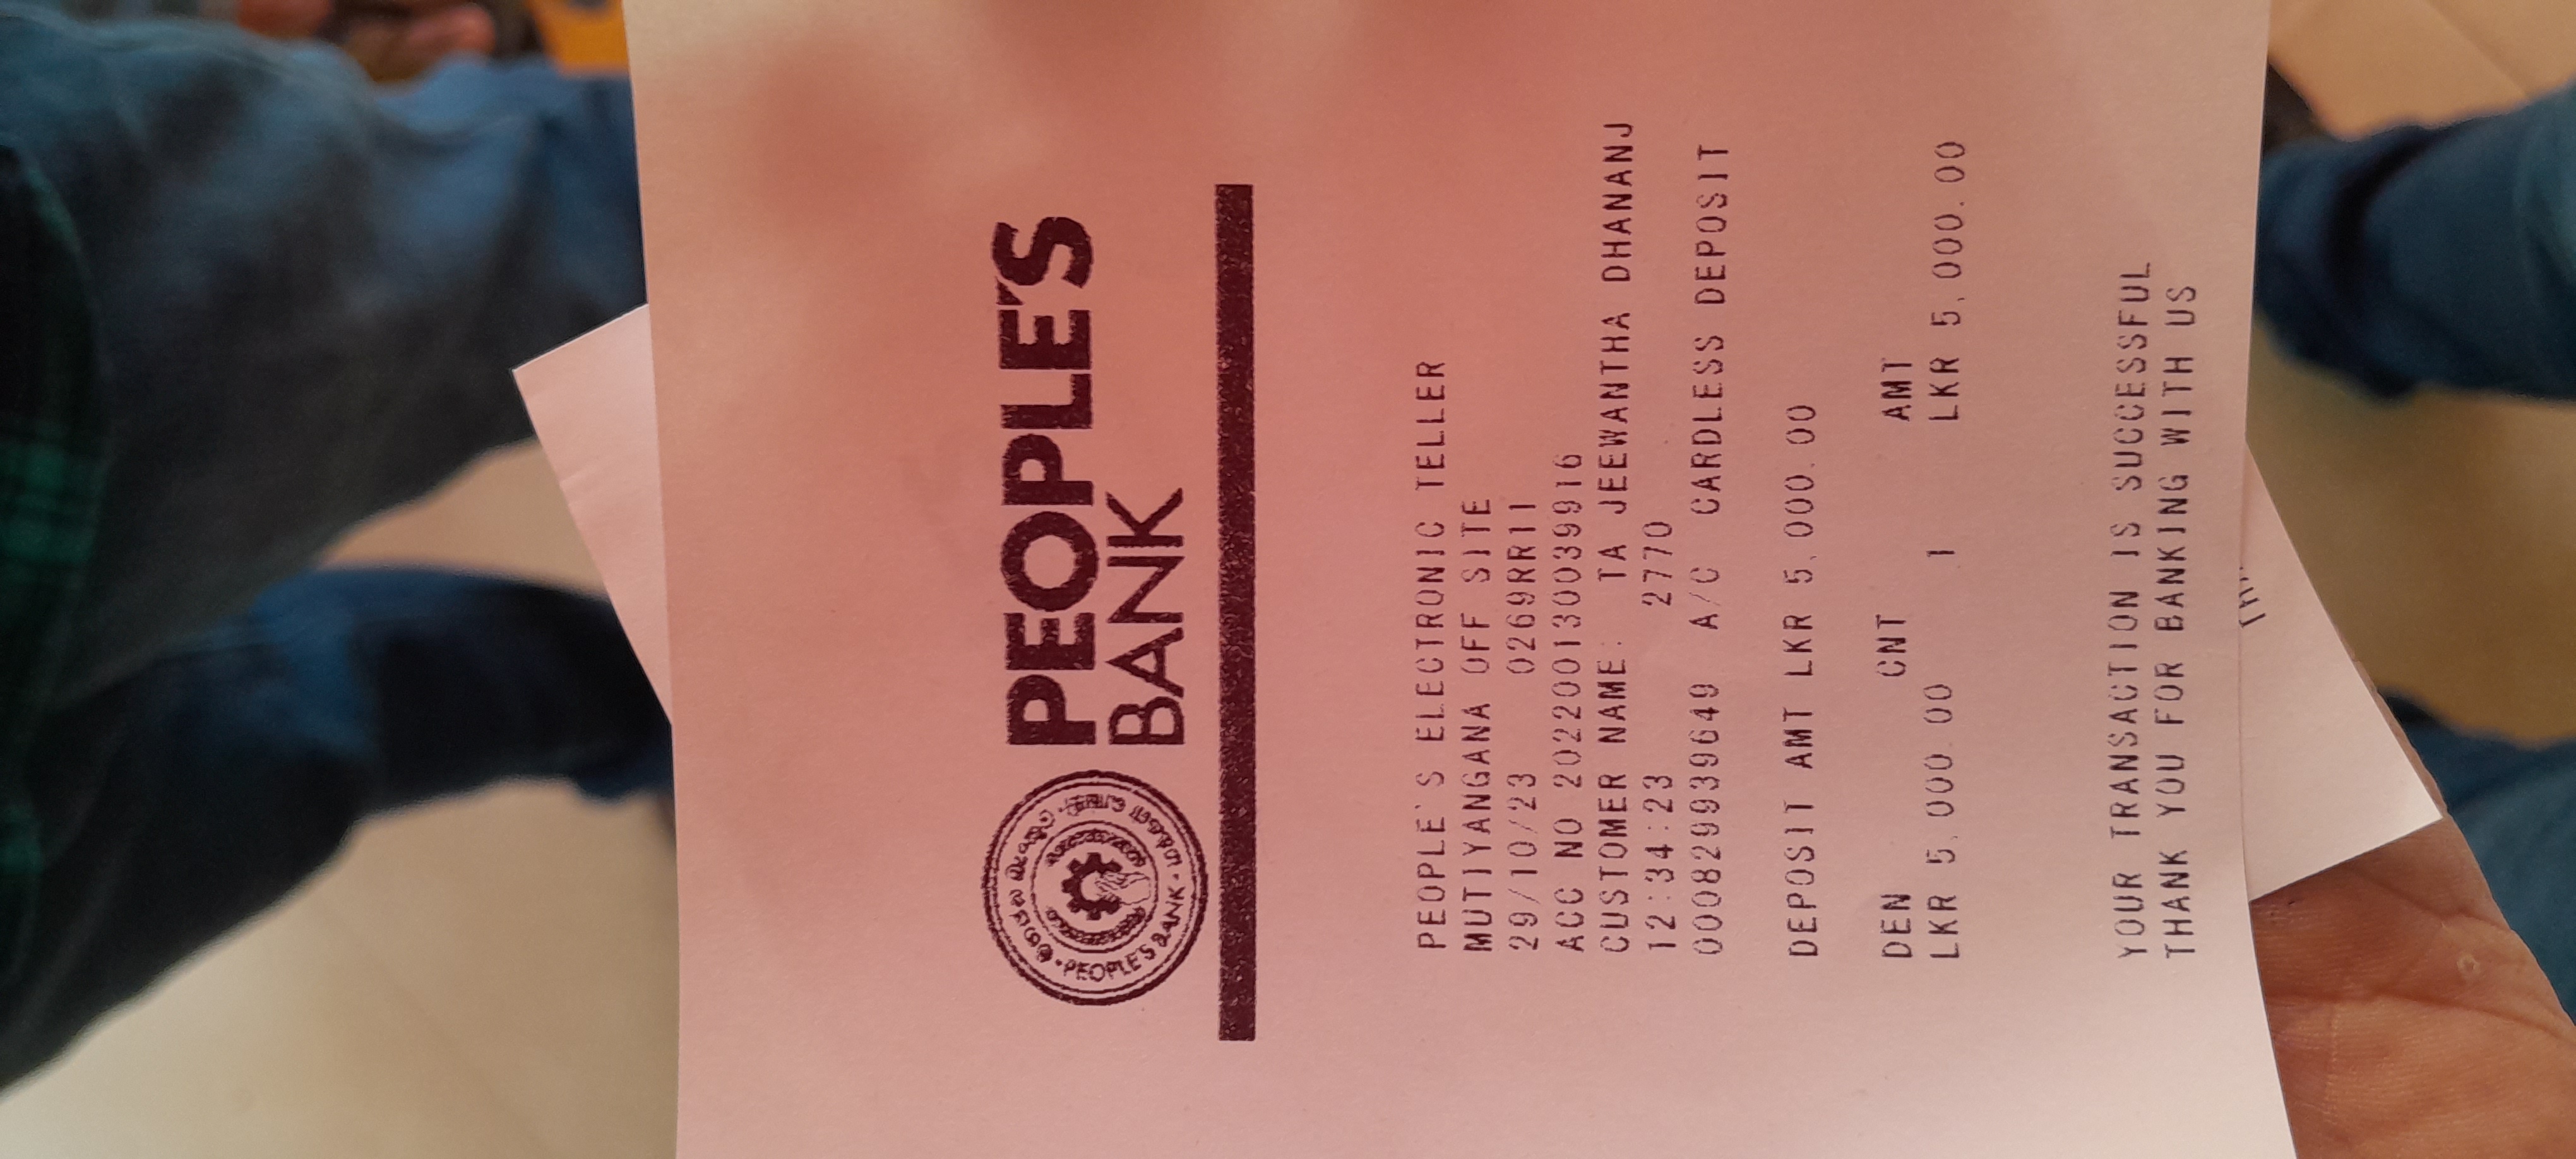 PEOPLE'S
BANK
PEOPLE'S BANK
PEOPLE'S ELECTRONIC TELLER
MUTIYANGANA OFF SITE
29/10/23 0269RR11
ACC NO 202200130039916
CUSTOMER NAME: TA JEEWANTHA DHANANJ
12:34:23 2770
000829939649 A/C CARDLESS DEPOSIT
DEPOSIT AMT LKR 5,000.00
DEN CNT AMT
LKR 5,000.00 1 LKR 5,000.00
YOUR TRANSACTION IS SUCCESSFUL
THANK YOU FOR BANKING WITH US